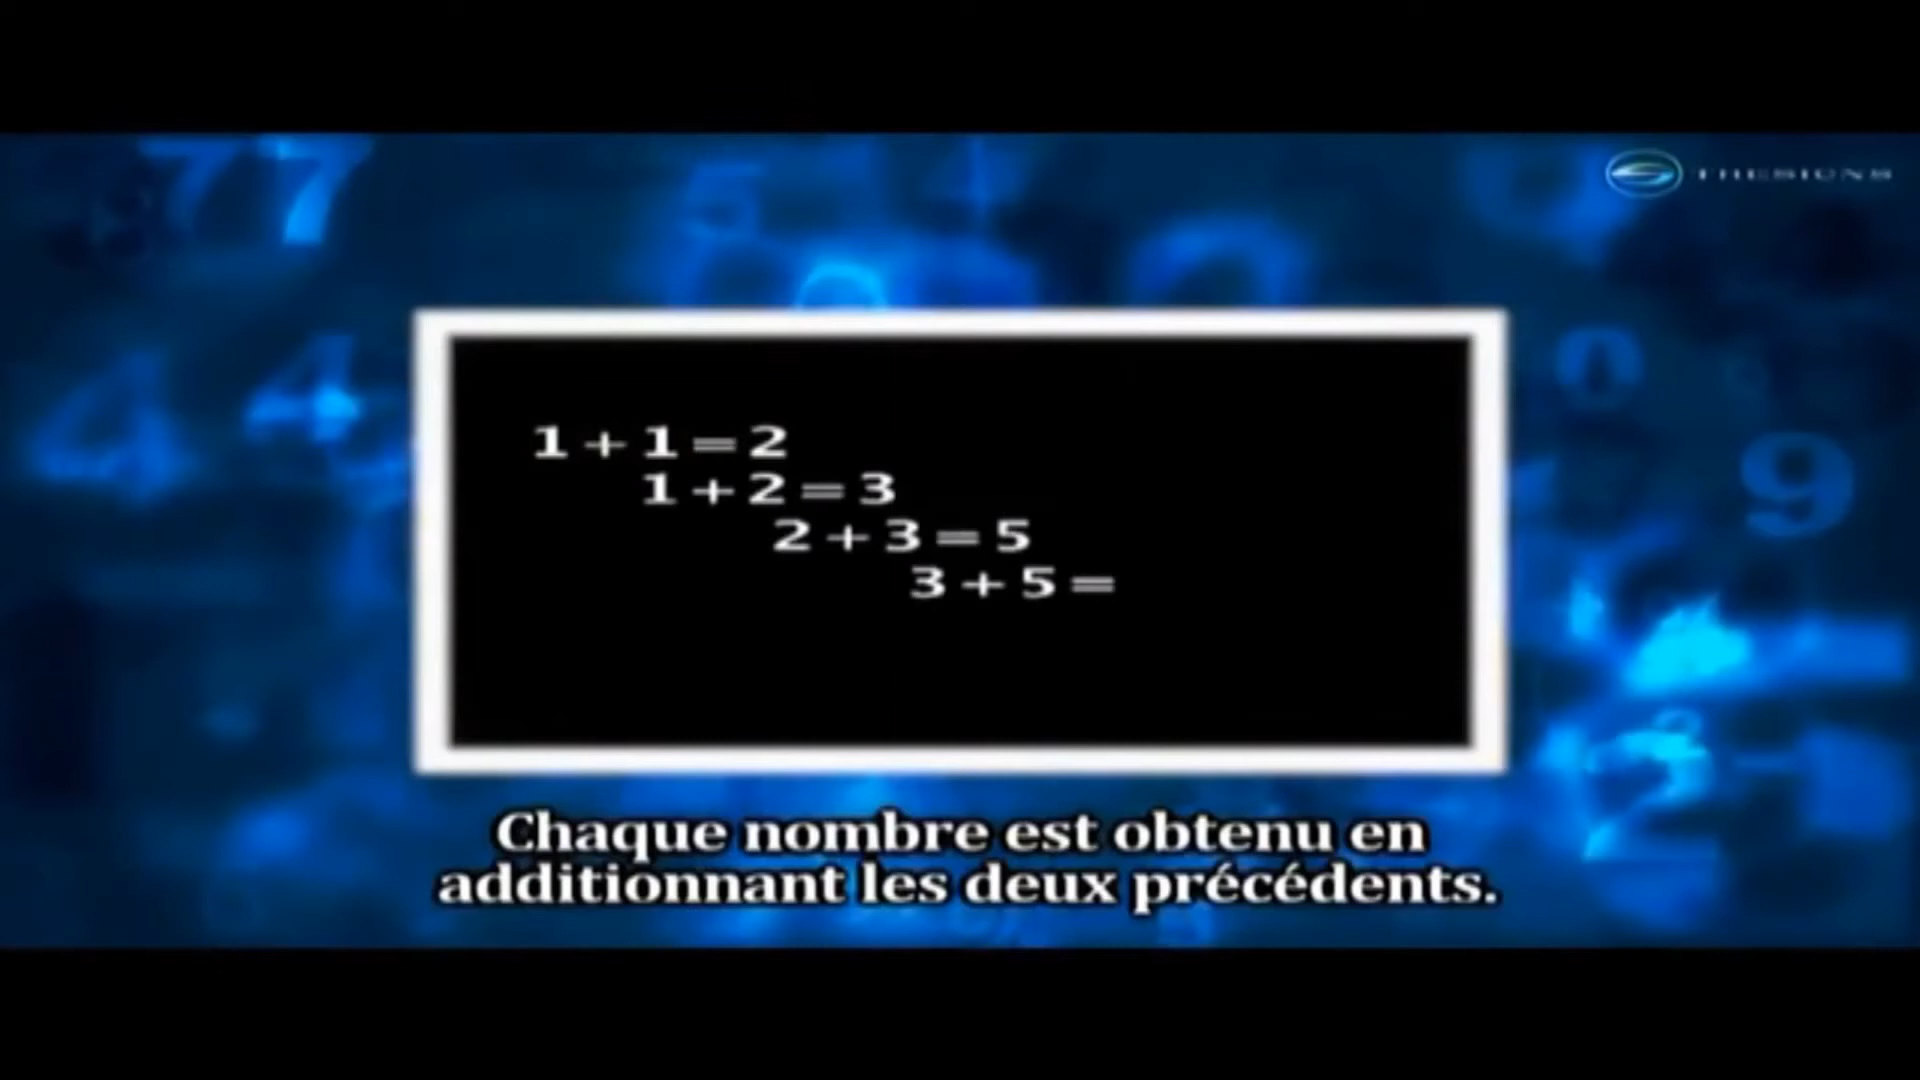 THESIGNS
1 + 1 = 2
1 + 2 = 3
2 + 3 = 5
3 + 5 =
Chaque nombre est obtenu en
additionnant les deux précédents.